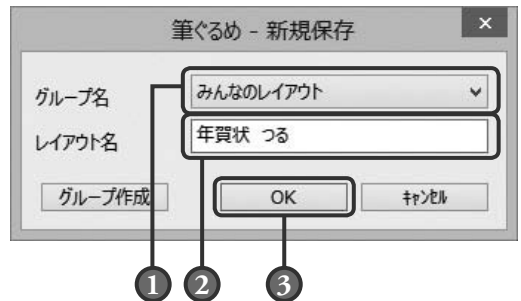 筆ぐるめ - 新規保存
×
グループ名
みんなのレイアウト
レイアウト名
年賀状 つる
グループ作成
OK
ｷｬﾝｾﾙ
1
2
3